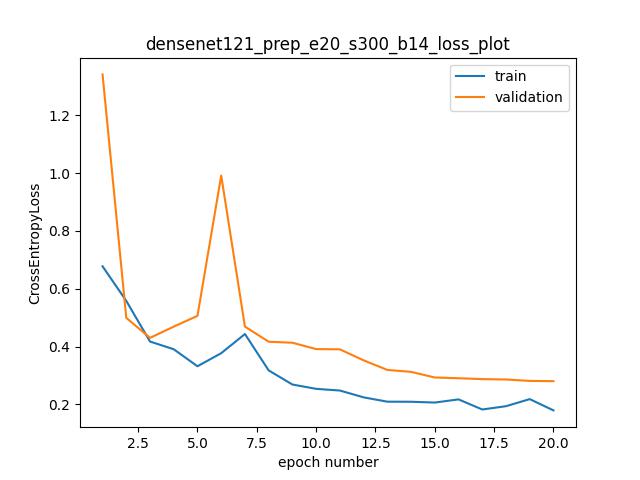 densenet121_prep_e20_s300_b14_loss_plot
train
validation
CrossEntropyLoss
1.2
1.0
0.8
0.6
0.4
0.2
2.5 5.0 7.5 10.0 12.5 15.0 17.5 20.0
epoch number